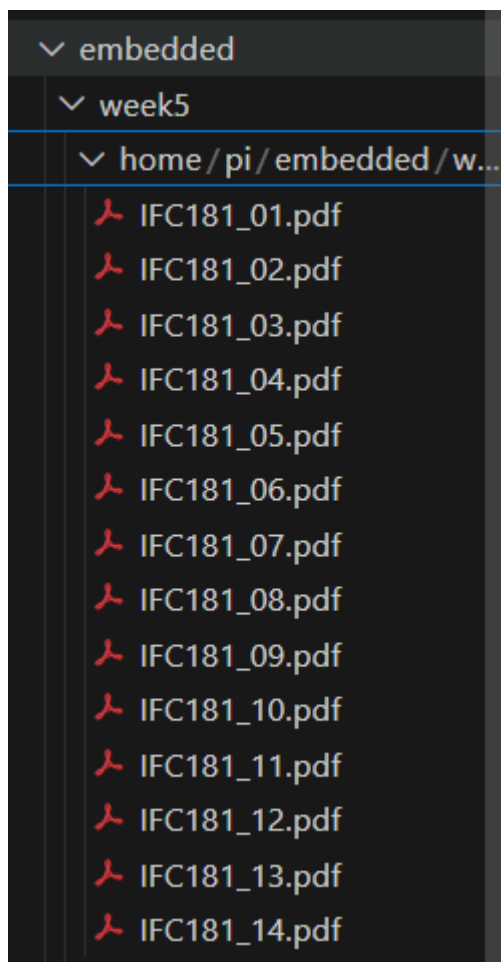 embedded
week5
home/pi/embedded/w...
IFC181_01.pdf
IFC181_02.pdf
IFC181_03.pdf
IFC181_04.pdf
IFC181_05.pdf
IFC181_06.pdf
IFC181_07.pdf
IFC181_08.pdf
IFC181_09.pdf
IFC181_10.pdf
IFC181_11.pdf
IFC181_12.pdf
IFC181_13.pdf
IFC181_14.pdf